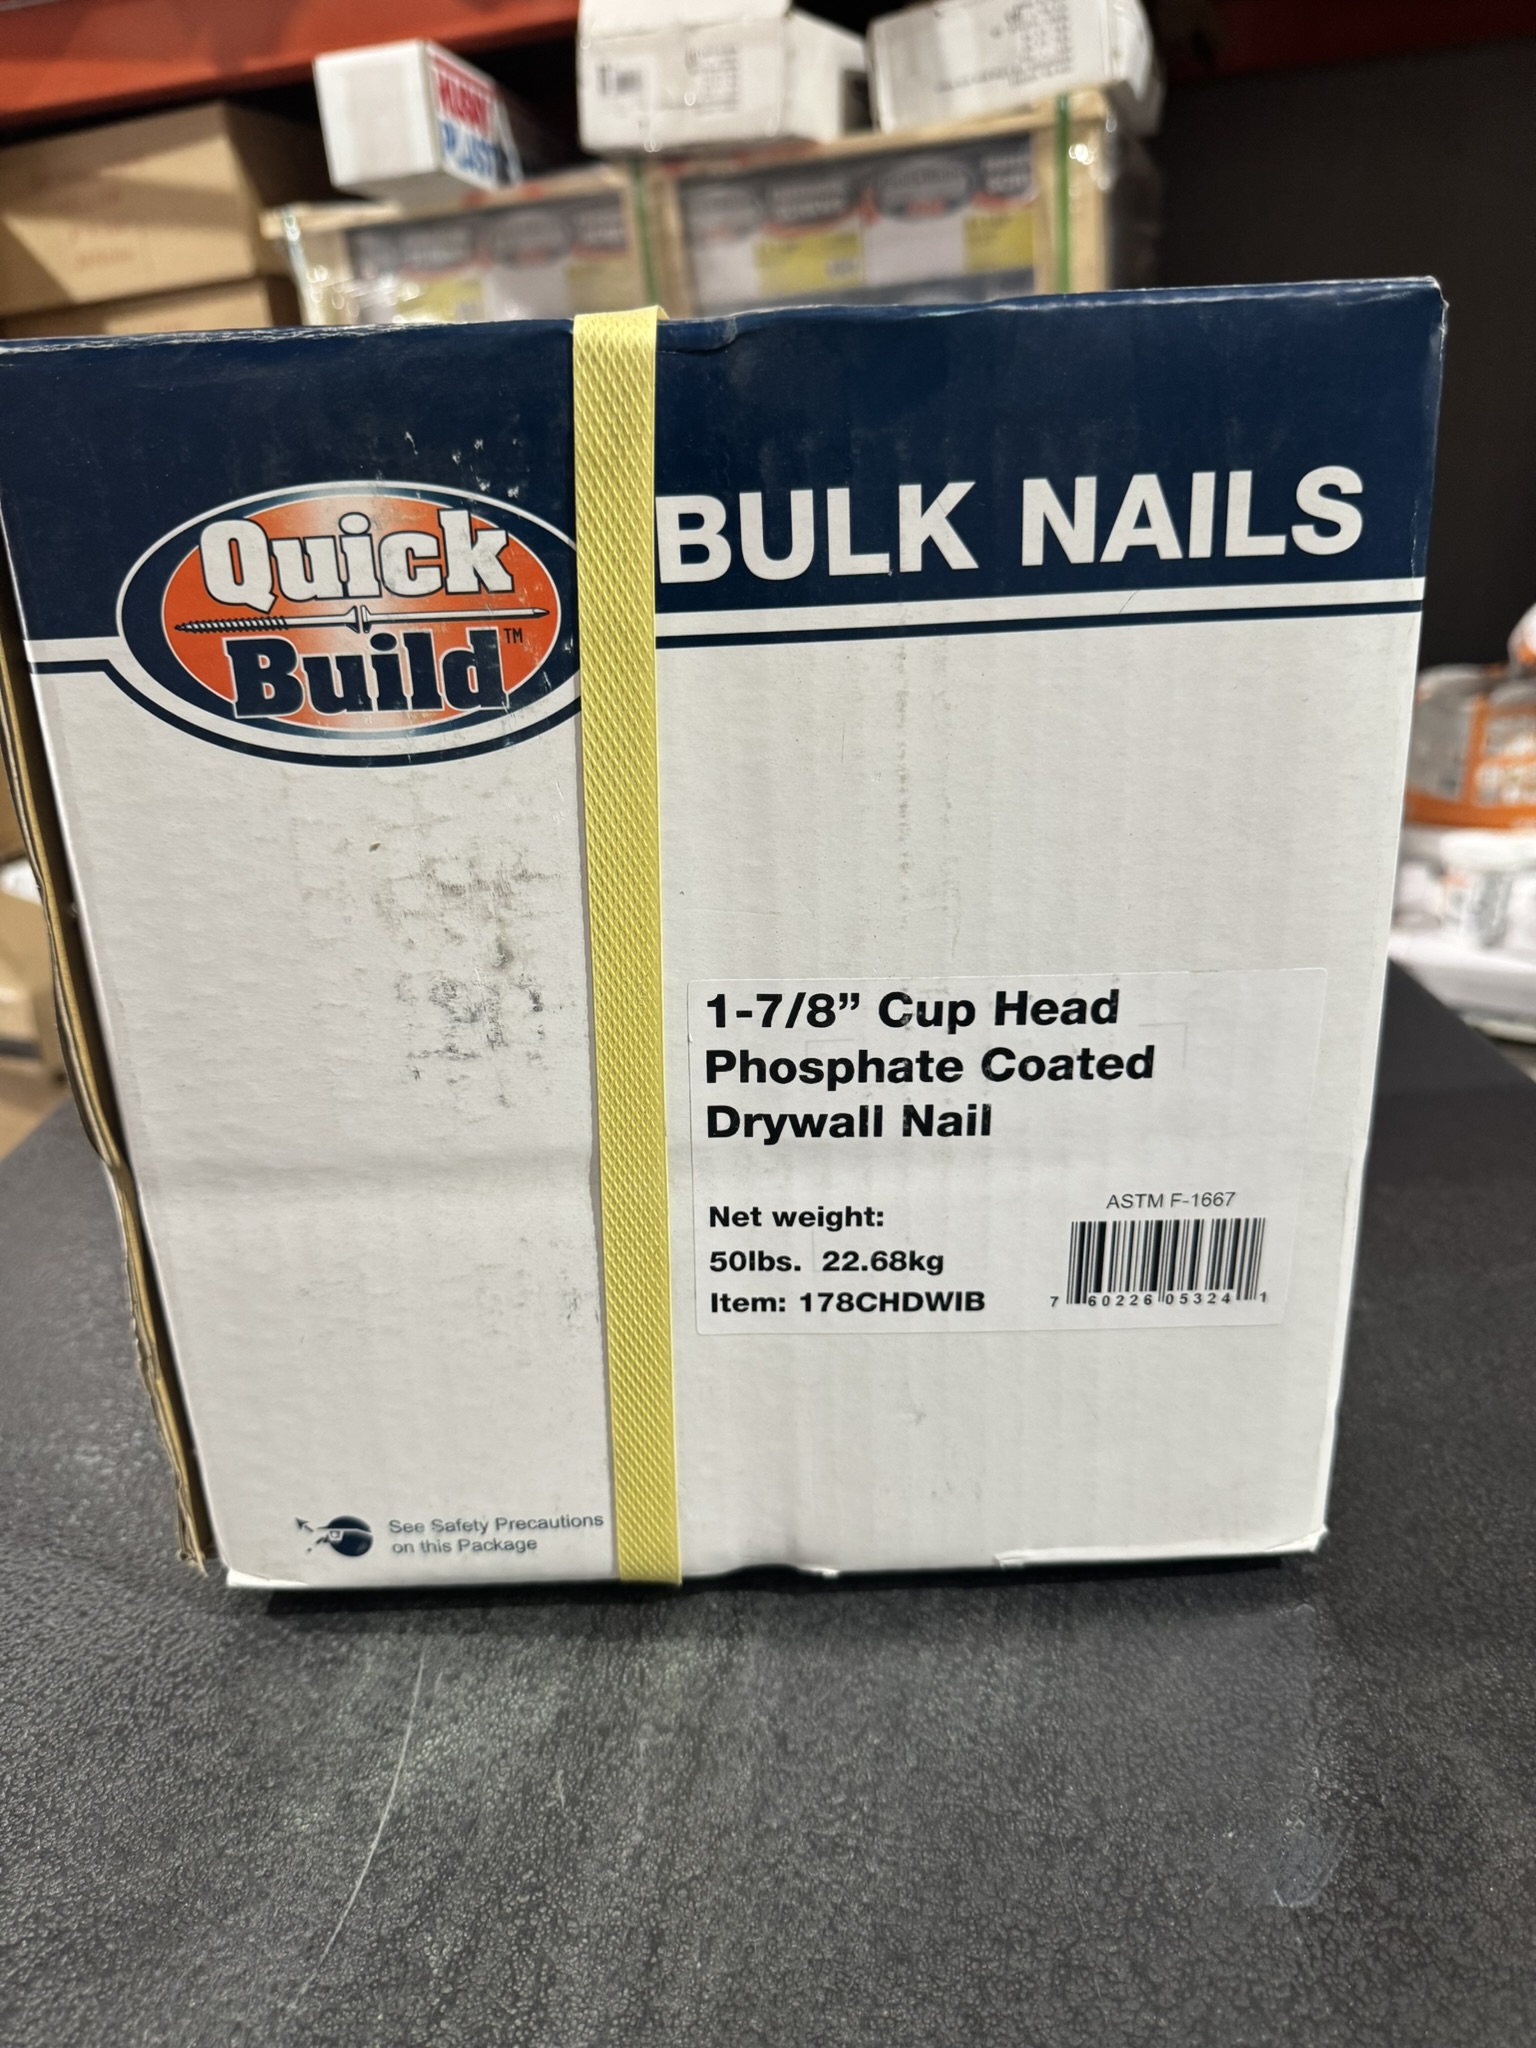 Quick
Build™
BULK NAILS
1-7/8” Cup Head
Phosphate Coated
Drywall Nail
Net weight:
50lbs. 22.68kg
Item: 178CHDWIB
ASTM F-1667
7 60226 05324 1
See Safety Precautions
on this Package